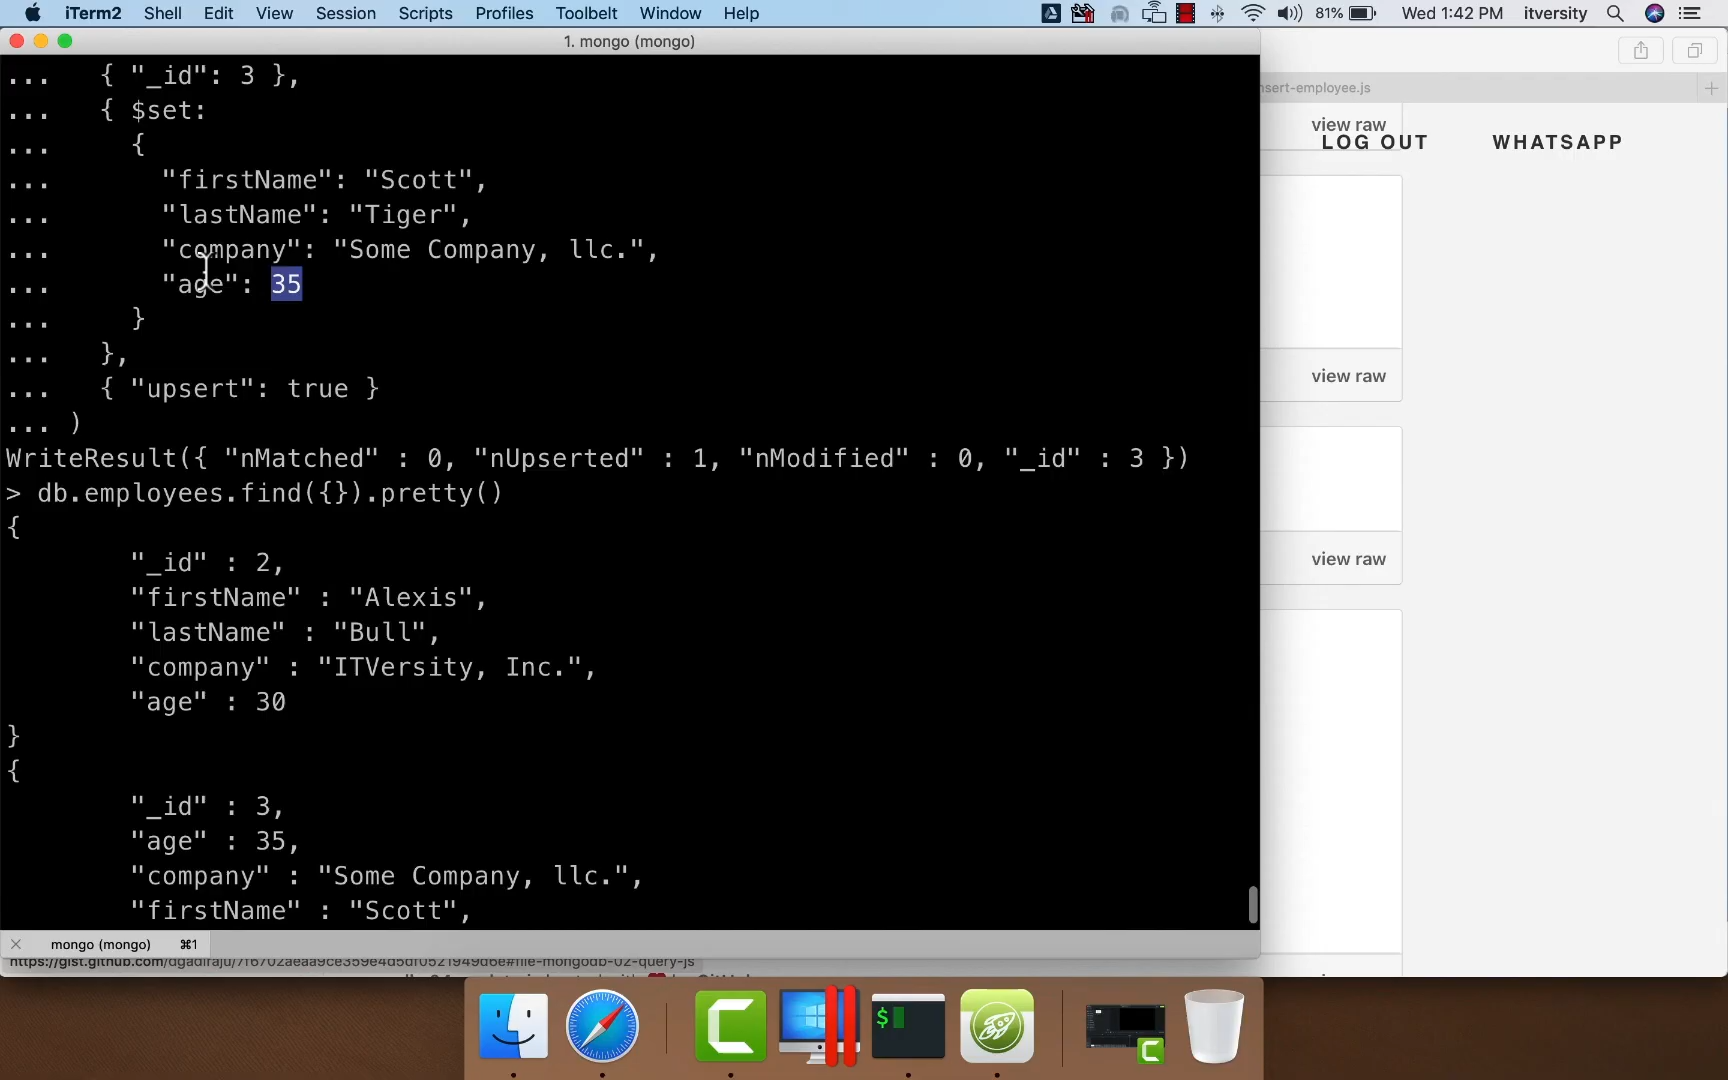 iTerm2 Shell Edit View Session Scripts Profiles Toolbelt Window Help 81% Wed 1:42 PM itversity
1. mongo (mongo)
nsert-employee.js
view raw
LOG OUT WHATSAPP
... { "_id": 3 },
... { $set:
... {
... "firstName": "Scott",
... "lastName": "Tiger",
... "company": "Some Company, llc.",
... "age": 35
... }
... },
... { "upsert": true }
... )
WriteResult({ "nMatched" : 0, "nUpserted" : 1, "nModified" : 0, "_id" : 3 })
> db.employees.find({}).pretty()
{
"_id" : 2,
"firstName" : "Alexis",
"lastName" : "Bull",
"company" : "ITVersity, Inc.",
"age" : 30
}
{
"_id" : 3,
"age" : 35,
"company" : "Some Company, llc.",
"firstName" : "Scott",
view raw
view raw
mongo (mongo) ⌘1
$